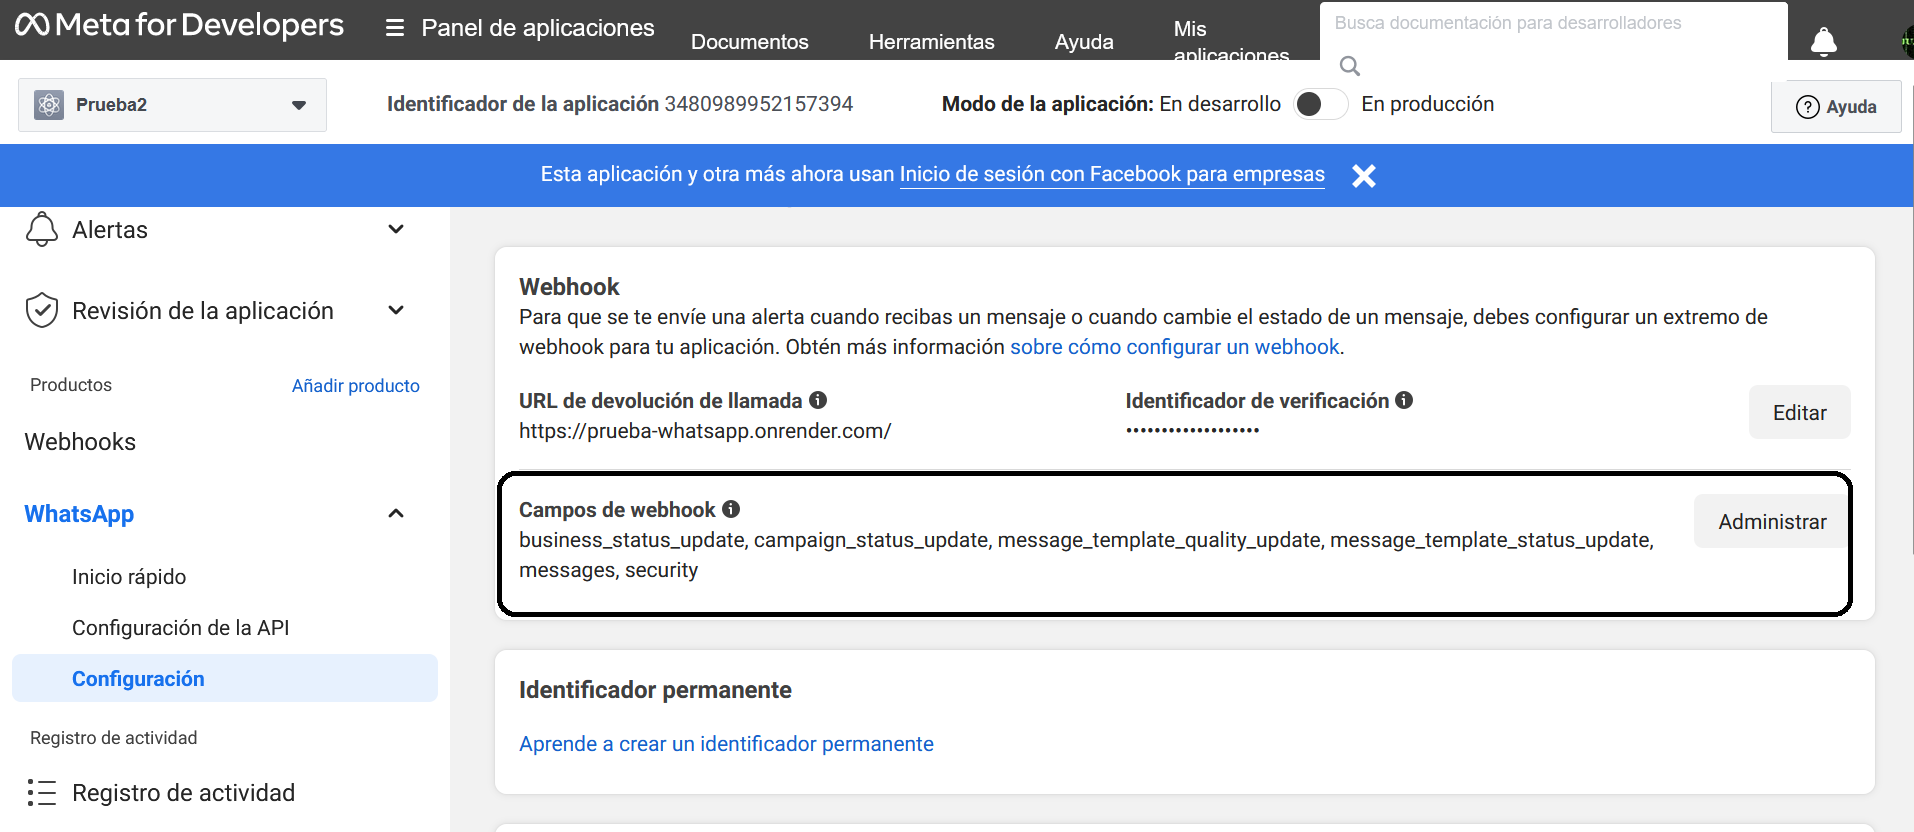 Meta for Developers
Panel de aplicaciones
Documentos
Herramientas
Ayuda
Mis
aplicaciones
Busca documentación para desarrolladores
Prueba2
Identificador de la aplicación 3480989952157394
Modo de la aplicación: En desarrollo
En producción
Ayuda
Esta aplicación y otra más ahora usan Inicio de sesión con Facebook para empresas
Alertas
Revisión de la aplicación
Productos
Añadir producto
Webhooks
WhatsApp
Inicio rápido
Configuración de la API
Configuración
Registro de actividad
Registro de actividad
Webhook
Para que se te envíe una alerta cuando recibas un mensaje o cuando cambie el estado de un mensaje, debes configurar un extremo de
webhook para tu aplicación. Obtén más información sobre cómo configurar un webhook.
URL de devolución de llamada
https://prueba-whatsapp.onrender.com/
Identificador de verificación
•••••••••••••••••••
Editar
Campos de webhook
business_status_update, campaign_status_update, message_template_quality_update, message_template_status_update,
messages, security
Administrar
Identificador permanente
Aprende a crear un identificador permanente